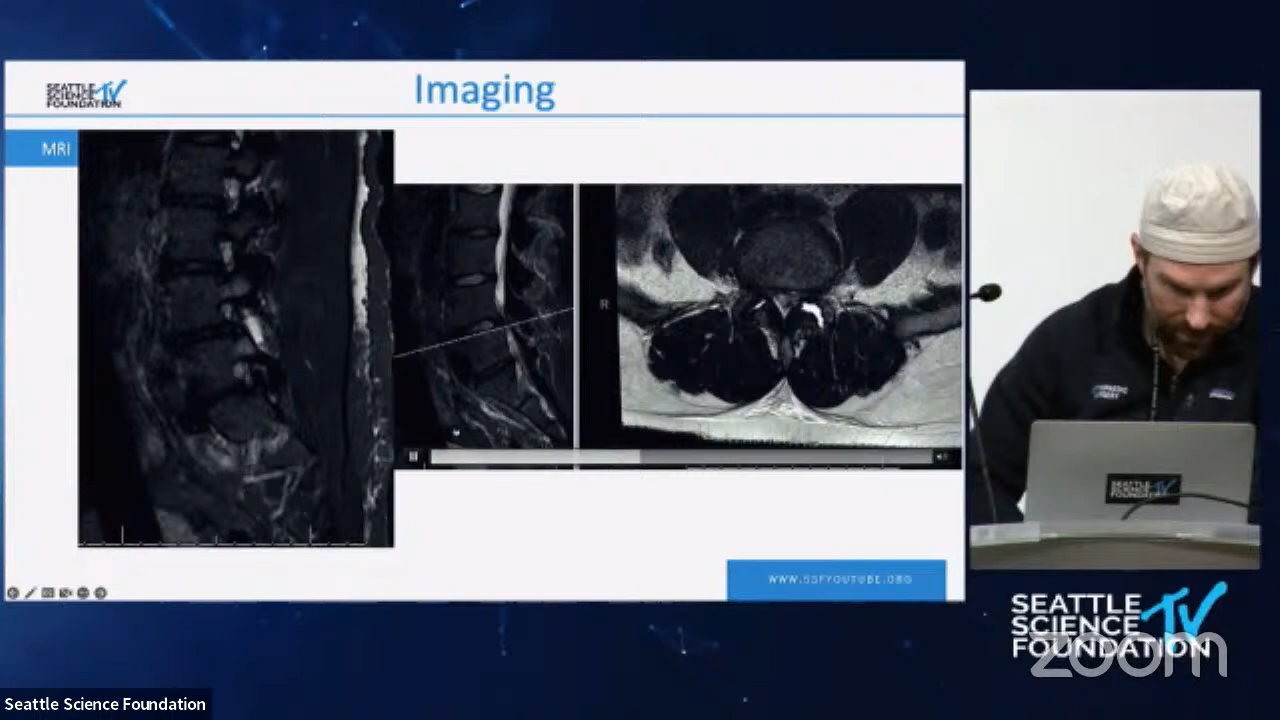 Imaging
SEATTLE
SCIENCE TV
FOUNDATION
MRI
R
WWW.SSFYOUTUBE.ORG
SEATTLE
SCIENCE TV
FOUNDATION
SEATTLE
SCIENCE TV
FOUNDATION
zoom
Seattle Science Foundation